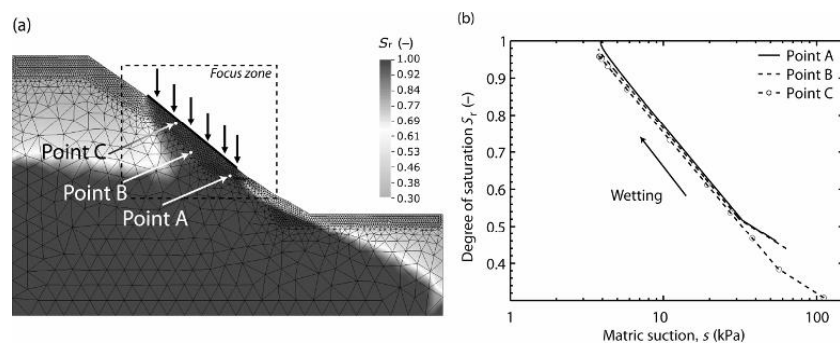 (a)
Sr (–)
1.00
0.90
0.83
0.77
0.69
0.61
0.53
0.46
0.38
0.30
Focus zone
Point C
Point B
Point A
(b)
Degree of saturation Sr (–)
1
0.9
0.8
0.7
0.6
0.5
0.4
Point A
Point B
Point C
Wetting
1
10
100
Matric suction, s (kPa)